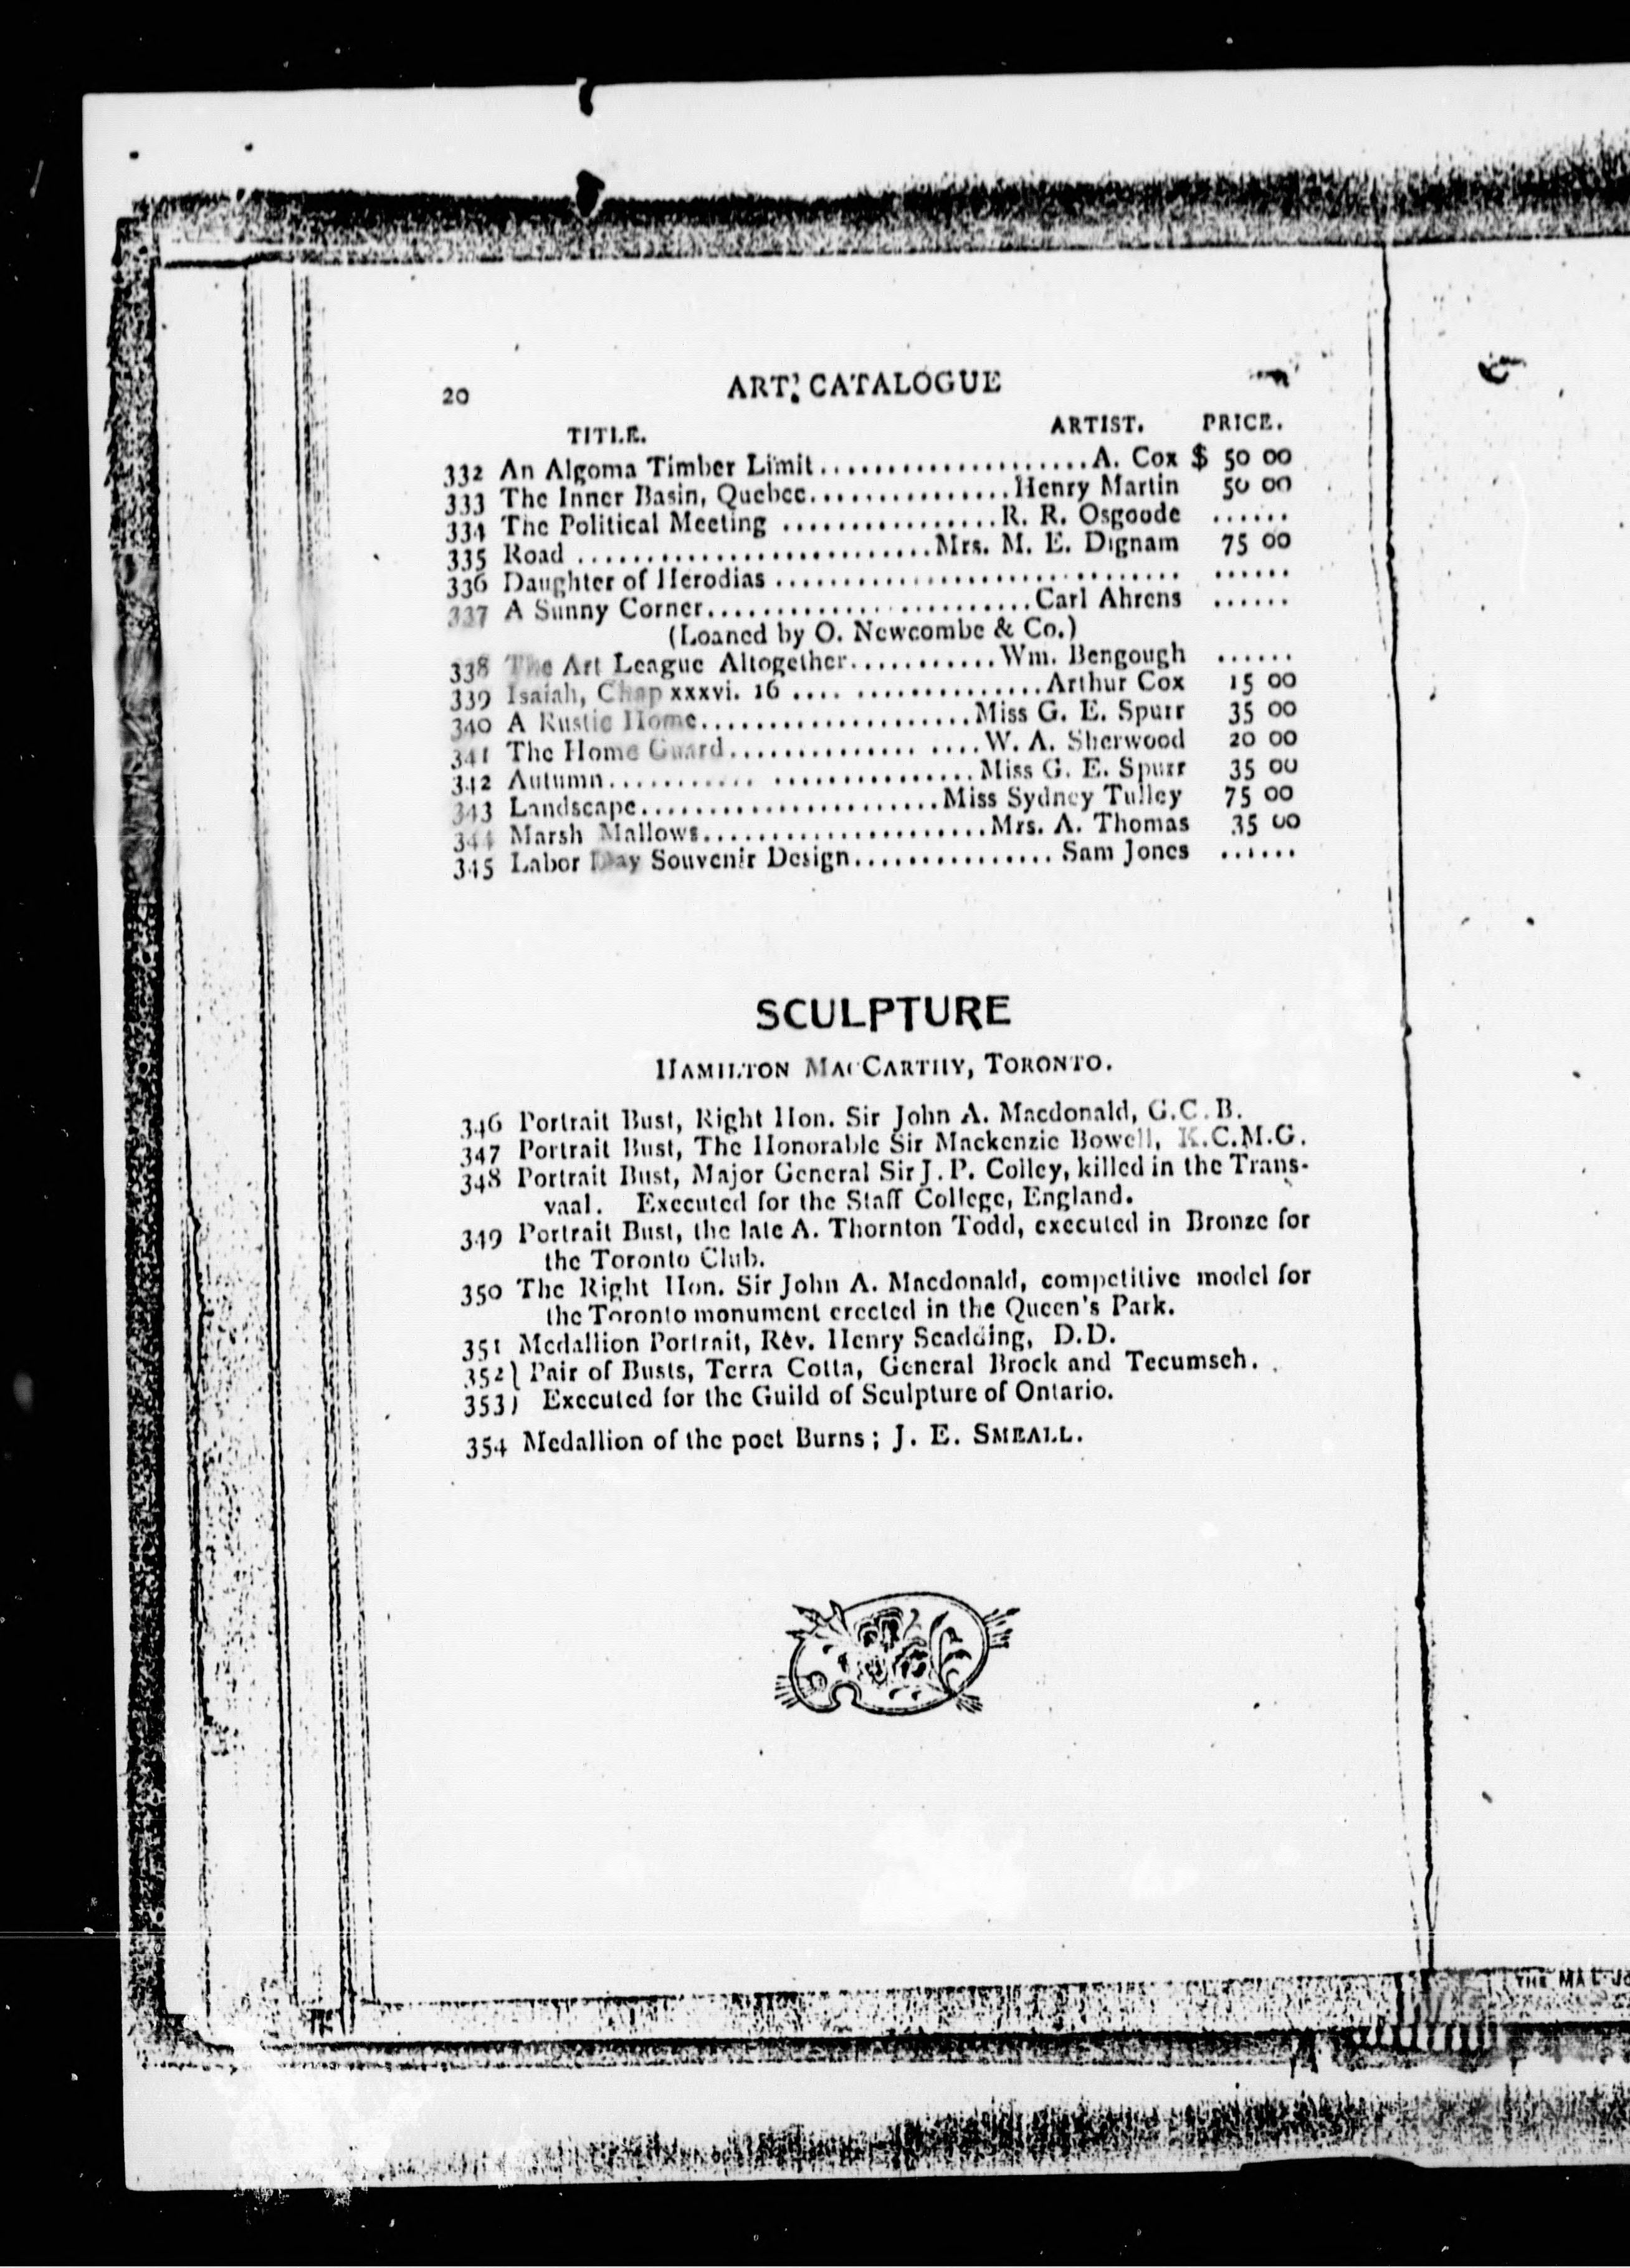 20 ART CATALOGUE
TITLE. ARTIST. PRICE.
332 An Algoma Timber Limit....................A. Cox $ 50 00
333 The Inner Basin, Quebec...............Henry Martin 50 00
334 The Political Meeting ................R. R. Osgoode ......
335 Road ..........................Mrs. M. E. Dignam 75 00
336 Daughter of Herodias .............................. ......
337 A Sunny Corner........................Carl Ahrens ......
(Loaned by O. Newcombe & Co.)
338 The Art League Altogether...........Wm. Bengough ......
339 Isaiah, Chap xxxvi. 16 .... ..............Arthur Cox 15 00
340 A Rustic Home....................Miss G. E. Spurr 35 00
341 The Home Guard.............. ....W. A. Sherwood 20 00
342 Autumn........... ...............Miss G. E. Spurr 35 00
343 Landscape......................Miss Sydney Tulley 75 00
344 Marsh Mallows.....................Mrs. A. Thomas 35 00
345 Labor Day Souvenir Design............... Sam Jones ......
SCULPTURE
HAMILTON MACCARTHY, TORONTO.
346 Portrait Bust, Right Hon. Sir John A. Macdonald, G.C.B.
347 Portrait Bust, The Honorable Sir Mackenzie Bowell, K.C.M.G.
348 Portrait Bust, Major General Sir J. P. Colley, killed in the Trans-
vaal. Executed for the Staff College, England.
349 Portrait Bust, the late A. Thornton Todd, executed in Bronze for
the Toronto Club.
350 The Right Hon. Sir John A. Macdonald, competitive model for
the Toronto monument erected in the Queen's Park.
351 Medallion Portrait, Rev. Henry Scadding, D.D.
352} Pair of Busts, Terra Cotta, General Brock and Tecumseh.
353) Executed for the Guild of Sculpture of Ontario.
354 Medallion of the poet Burns; J. E. SMEALL.
THE MAIL JO